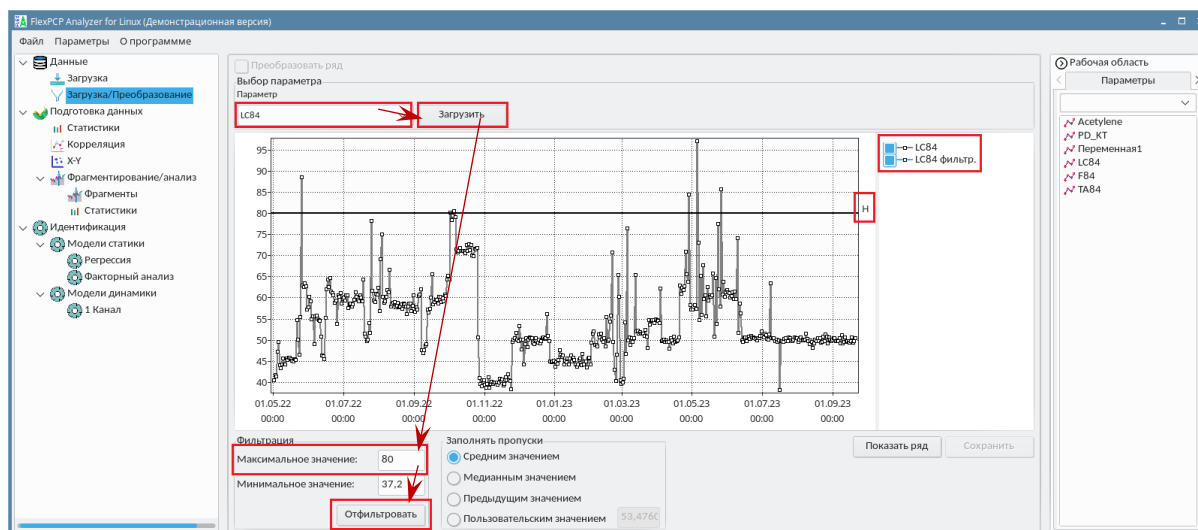 FlexPCP Analyzer for Linux (Демонстрационная версия)
Файл Параметры О программме
Данные
Загрузка
Загрузка/Преобразование
Подготовка данных
Статистики
Корреляция
X-Y
Фрагментирование/анализ
Фрагменты
Статистики
Идентификация
Модели статики
Регрессия
Факторный анализ
Модели динамики
1 Канал
Преобразовать ряд
Выбор параметра
Параметр
LC84
Загрузить
95
90
85
80
75
70
65
60
55
50
45
40
01.05.22 01.07.22 01.09.22 01.11.22 01.01.23 01.03.23 01.05.23 01.07.23 01.09.23
00:00 00:00 00:00 00:00 00:00 00:00 00:00 00:00 00:00
H
LC84
LC84 фильтр.
Фильтрация
Максимальное значение: 80
Минимальное значение: 37,2
Отфильтровать
Заполнять пропуски
Средним значением
Медианным значением
Предыдущим значением
Пользовательским значением 53,476
Показать ряд Сохранить
Рабочая область
Параметры
Acetylene
PD_KT
Переменная1
LC84
F84
TA84